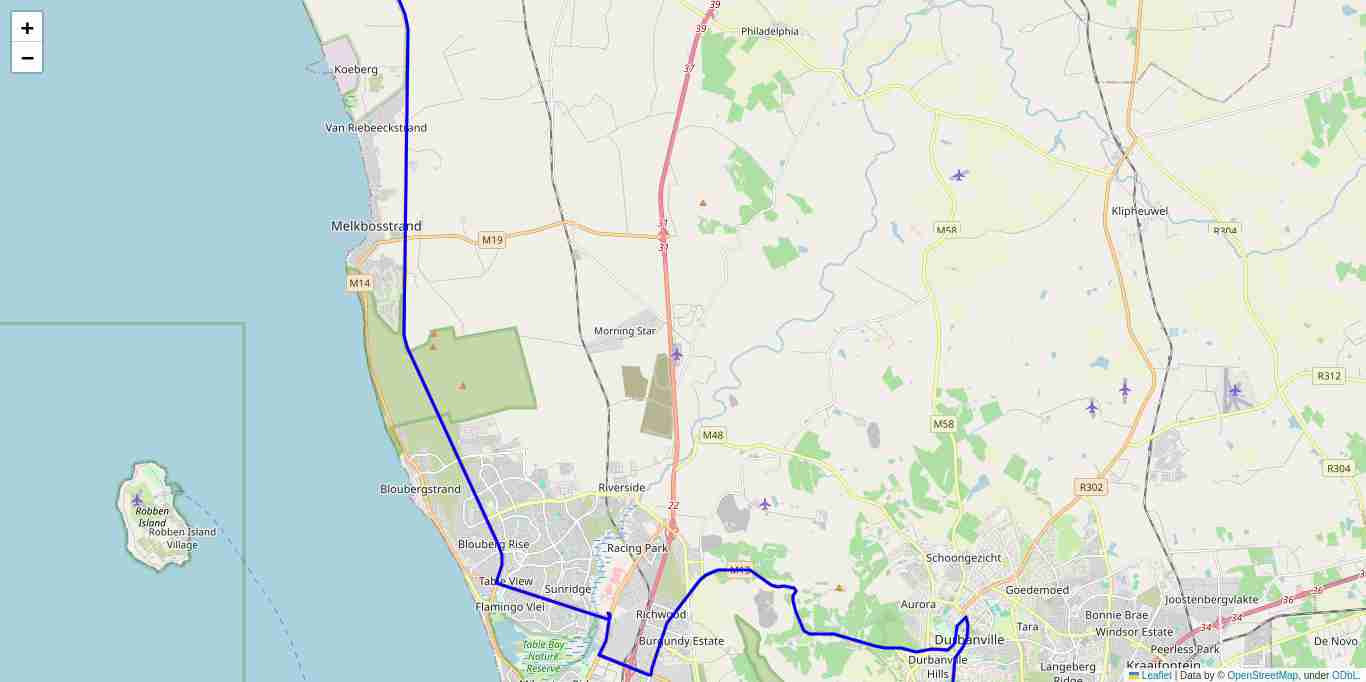 +
−
39
39
Philadelphia
37
Koeberg
Van Riebeeckstrand
Klipheuwel
Melkbosstrand
31
M58
R304
M19
31
M14
Morning Star
R312
M58
M48
R304
Bloubergstrand
Riverside
R302
22
Robben
Island
Robben Island
Village
Blouberg Rise
Racing Park
Schoongezicht
M13
Table View
Sunridge
Goedemoed
36
36
Joostenbergvlakte
Flamingo Vlei
Aurora
Richwood
Bonnie Brae
34
34
Tara
Windsor Estate
Table Bay
Nature
Reserve
Burgundy Estate
Durbanville
De Novo
Peerless Park
Durbanville
Hills
Langeberg
Ridge
Kraaifontein
Leaflet | Data by © OpenStreetMap, under ODbL.